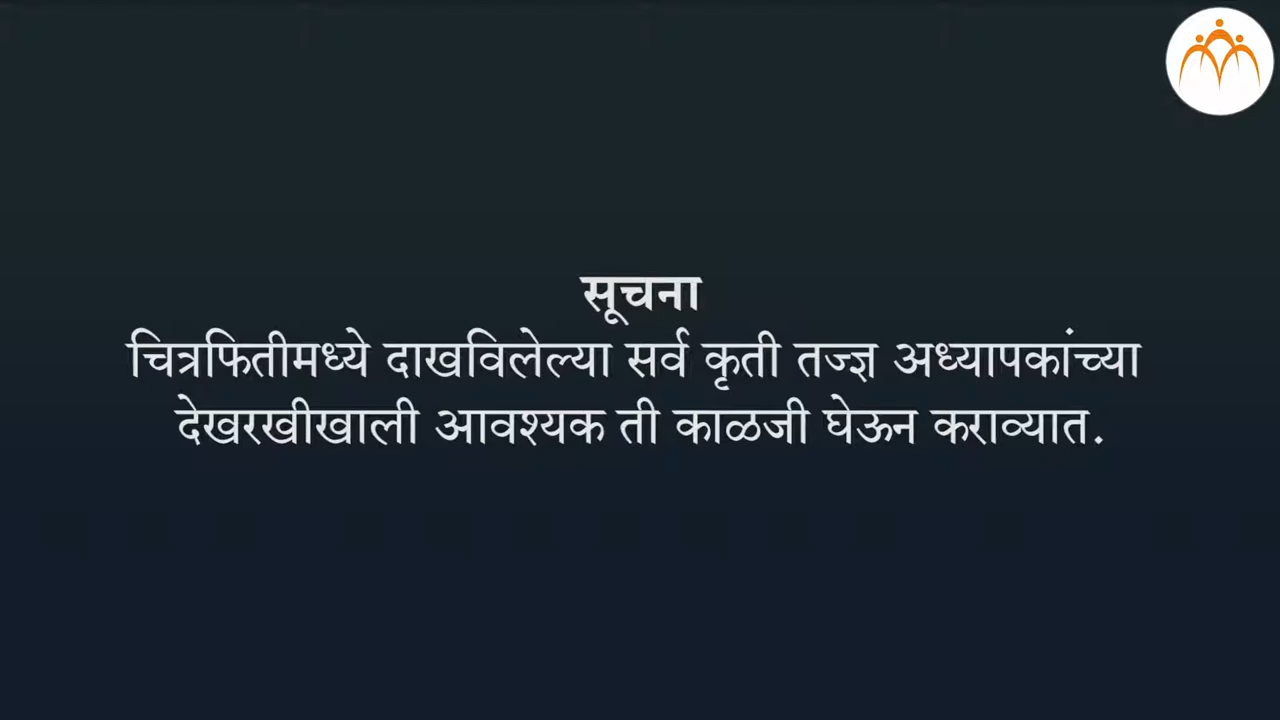 सूचना
चित्रफितीमध्ये दाखविलेल्या सर्व कृती तज्ज्ञ अध्यापकांच्या
देखरखीखाली आवश्यक ती काळजी घेऊन कराव्यात.